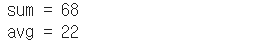 sum = 68
avg = 22